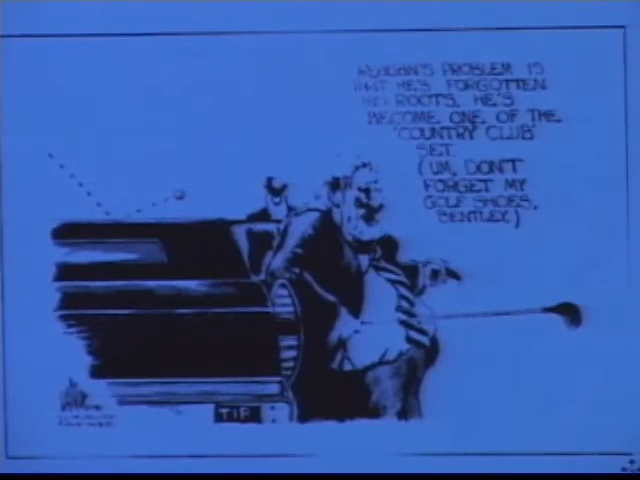 REAGAN'S PROBLEM IS
THAT HE'S FORGOTTEN
HIS ROOTS. HE'S
BECOME ONE OF THE
'COUNTRY CLUB'
SET.
(UM, DON'T
FORGET MY
GOLF SHOES,
BENTLEY.)
TIP